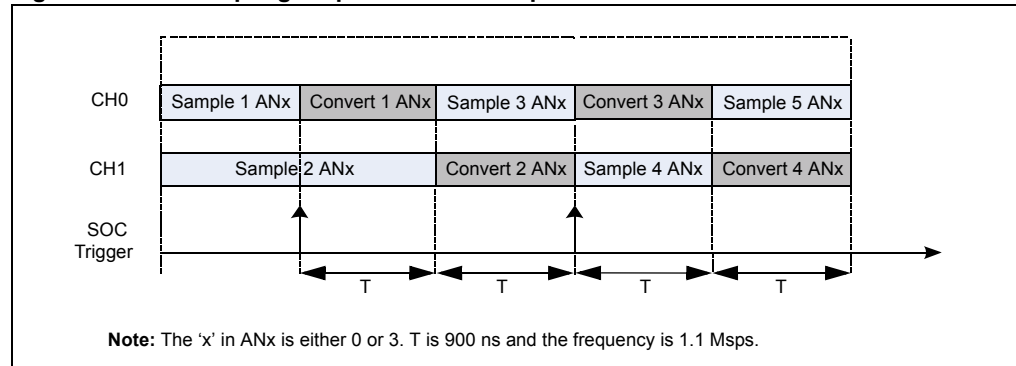 CH0 Sample 1 ANx Convert 1 ANx Sample 3 ANx Convert 3 ANx Sample 5 ANx
CH1 Sample 2 ANx Convert 2 ANx Sample 4 ANx Convert 4 ANx
SOC
Trigger
T T T T
Note: The ‘x’ in ANx is either 0 or 3. T is 900 ns and the frequency is 1.1 Msps.